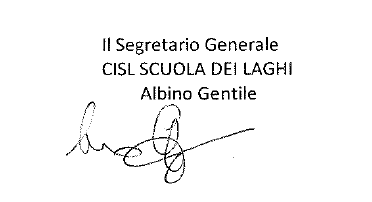 Il Segretario Generale
CISL SCUOLA DEI LAGHI
Albino Gentile